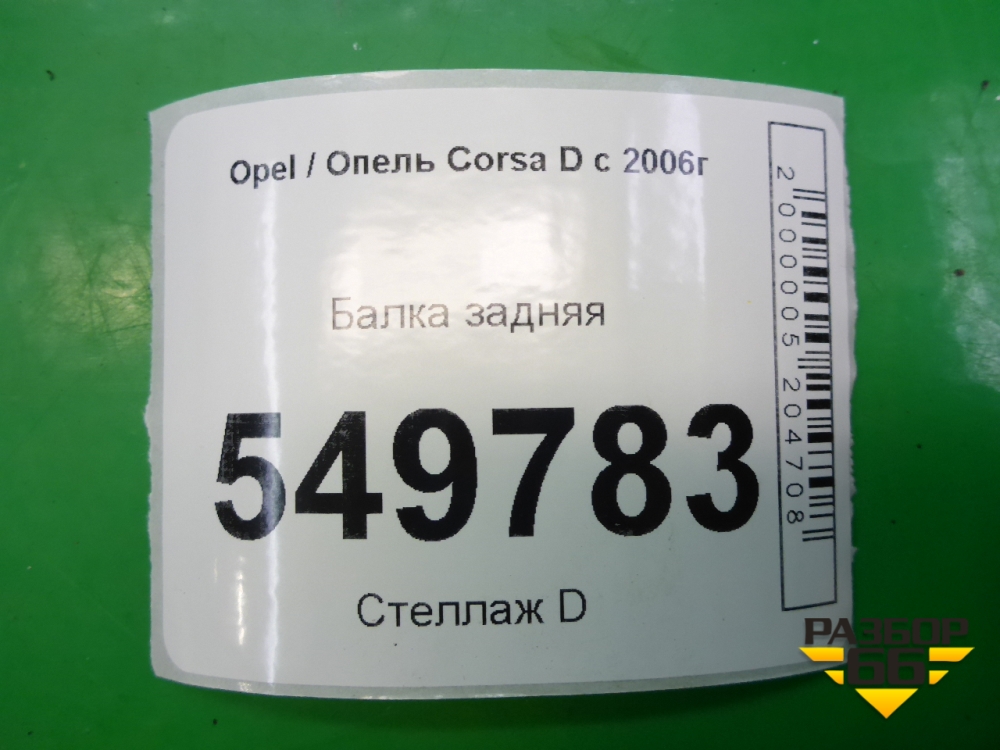 Opel / Опель Corsa D с 2006г
Балка задняя
549783
Стеллаж D
2000005204708
РАЗБОР
66